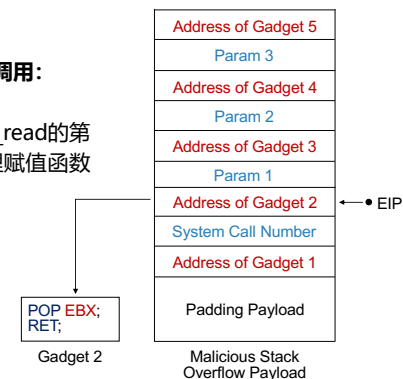 调用：
_read的第
理赋值函数
Address of Gadget 5
Param 3
Address of Gadget 4
Param 2
Address of Gadget 3
Param 1
Address of Gadget 2
EIP
System Call Number
Address of Gadget 1
Padding Payload
POP EBX;
RET;
Gadget 2
Malicious Stack
Overflow Payload